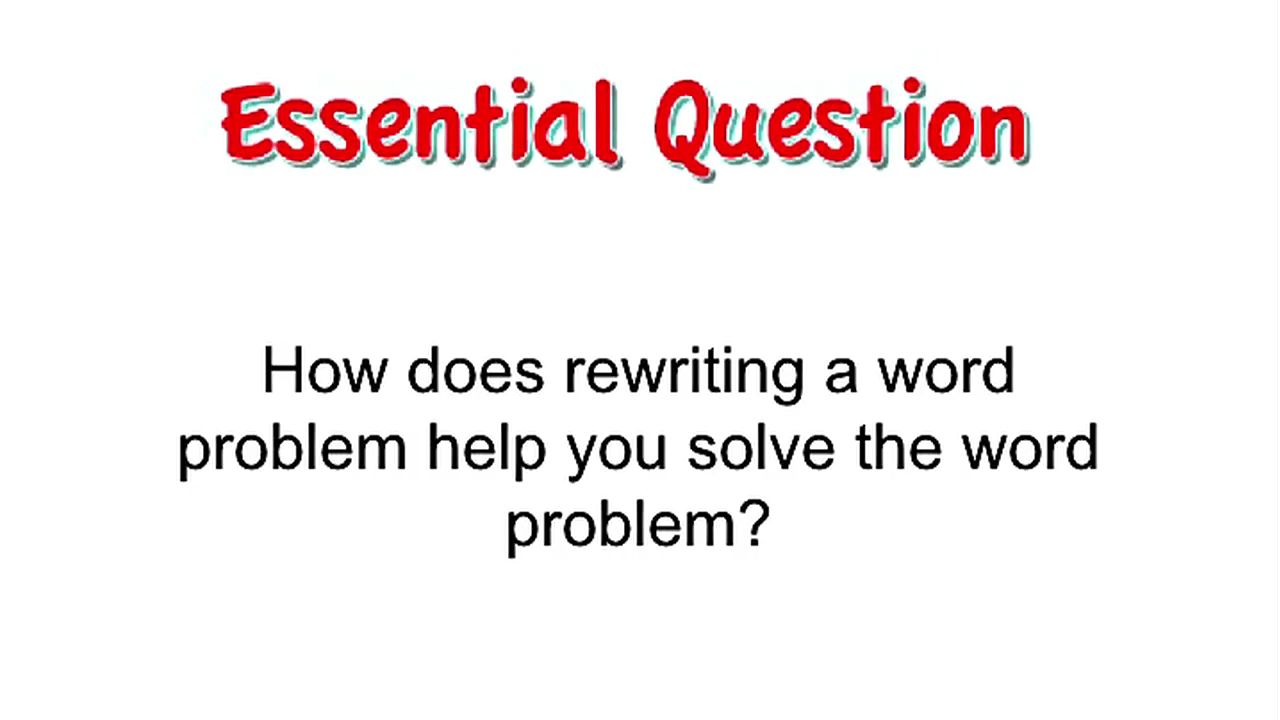 Essential Question
How does rewriting a word
problem help you solve the word
problem?